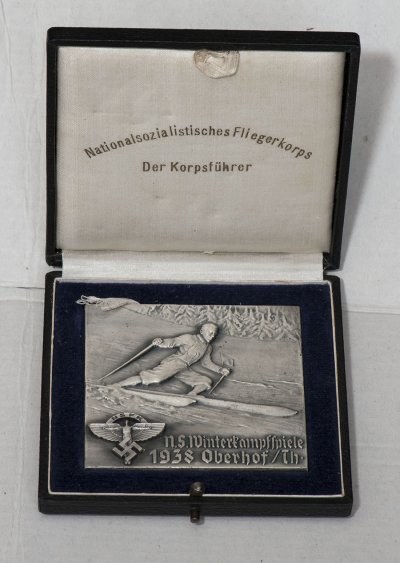 Nationalsozialistisches Fliegerkorps
Der Korpsführer
N.S.Winterkampfspiele
1938 Oberhof/Th.